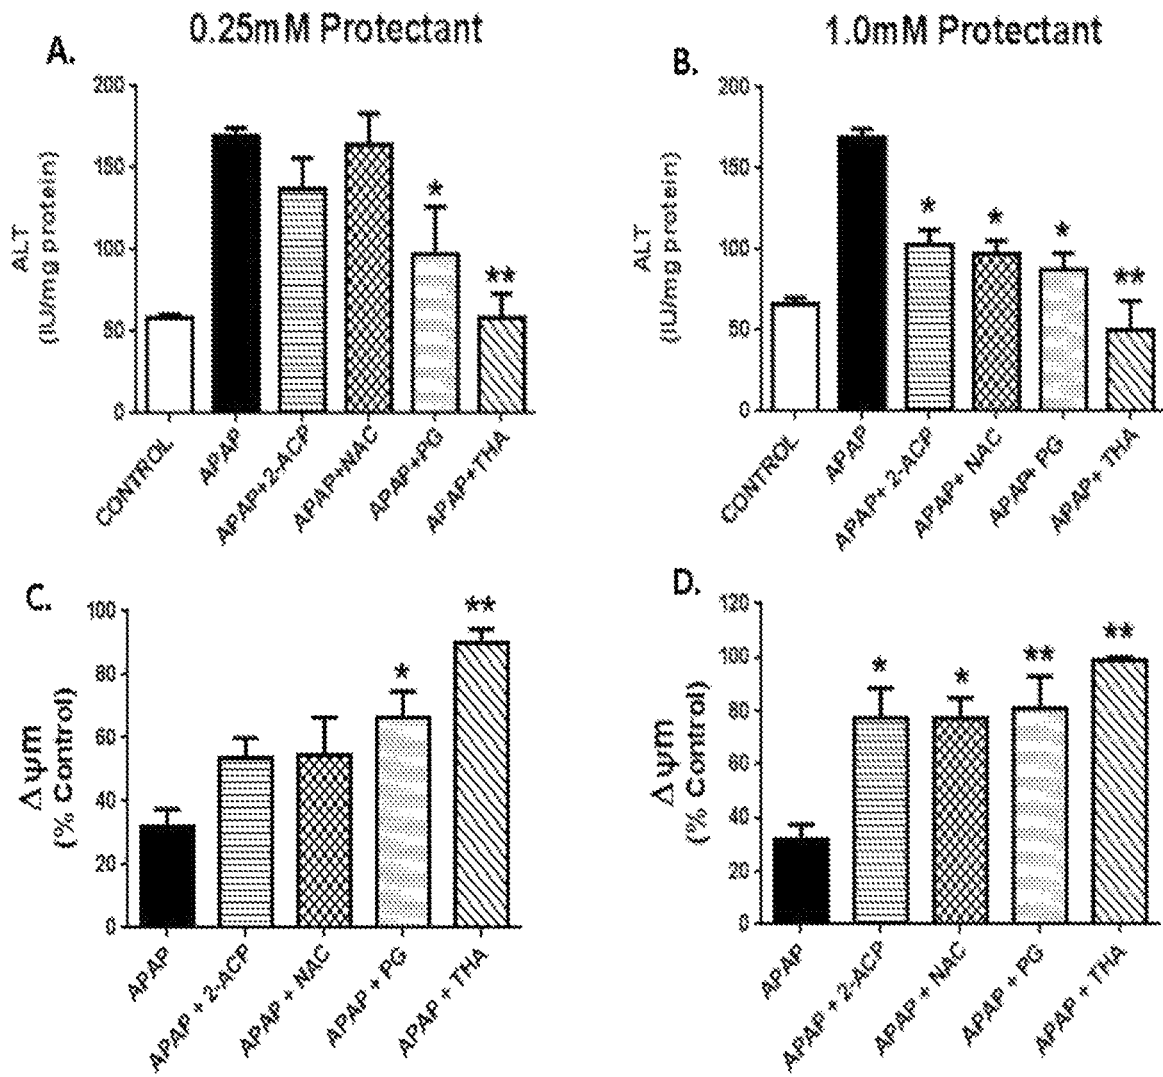 0.25mM Protectant
1.0mM Protectant
A.
200
150
100
50
0
ALT
(IU/mg protein)
*
**
CONTROL
APAP
APAP+2-ACP
APAP+NAC
APAP+PG
APAP+THA
B.
200
150
100
50
0
ALT
(IU/mg protein)
*
*
*
**
CONTROL
APAP
APAP+ 2-ACP
APAP+ NAC
APAP+ PG
APAP+ THA
C.
100
80
60
40
20
0
Δψm
(% Control)
*
**
APAP
APAP + 2-ACP
APAP + NAC
APAP + PG
APAP + THA
D.
120
100
80
60
40
20
0
Δψm
(% Control)
*
*
**
**
APAP
APAP + 2-ACP
APAP + NAC
APAP + PG
APAP + THA